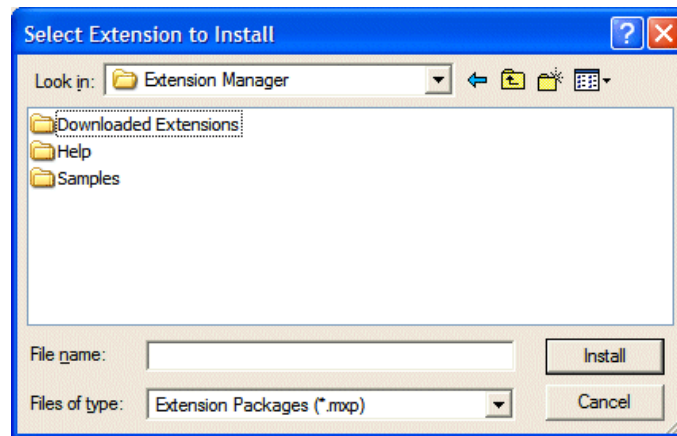 Select Extension to Install
Look in: Extension Manager
Downloaded Extensions
Help
Samples
File name: Install
Files of type: Extension Packages (*.mxp) Cancel